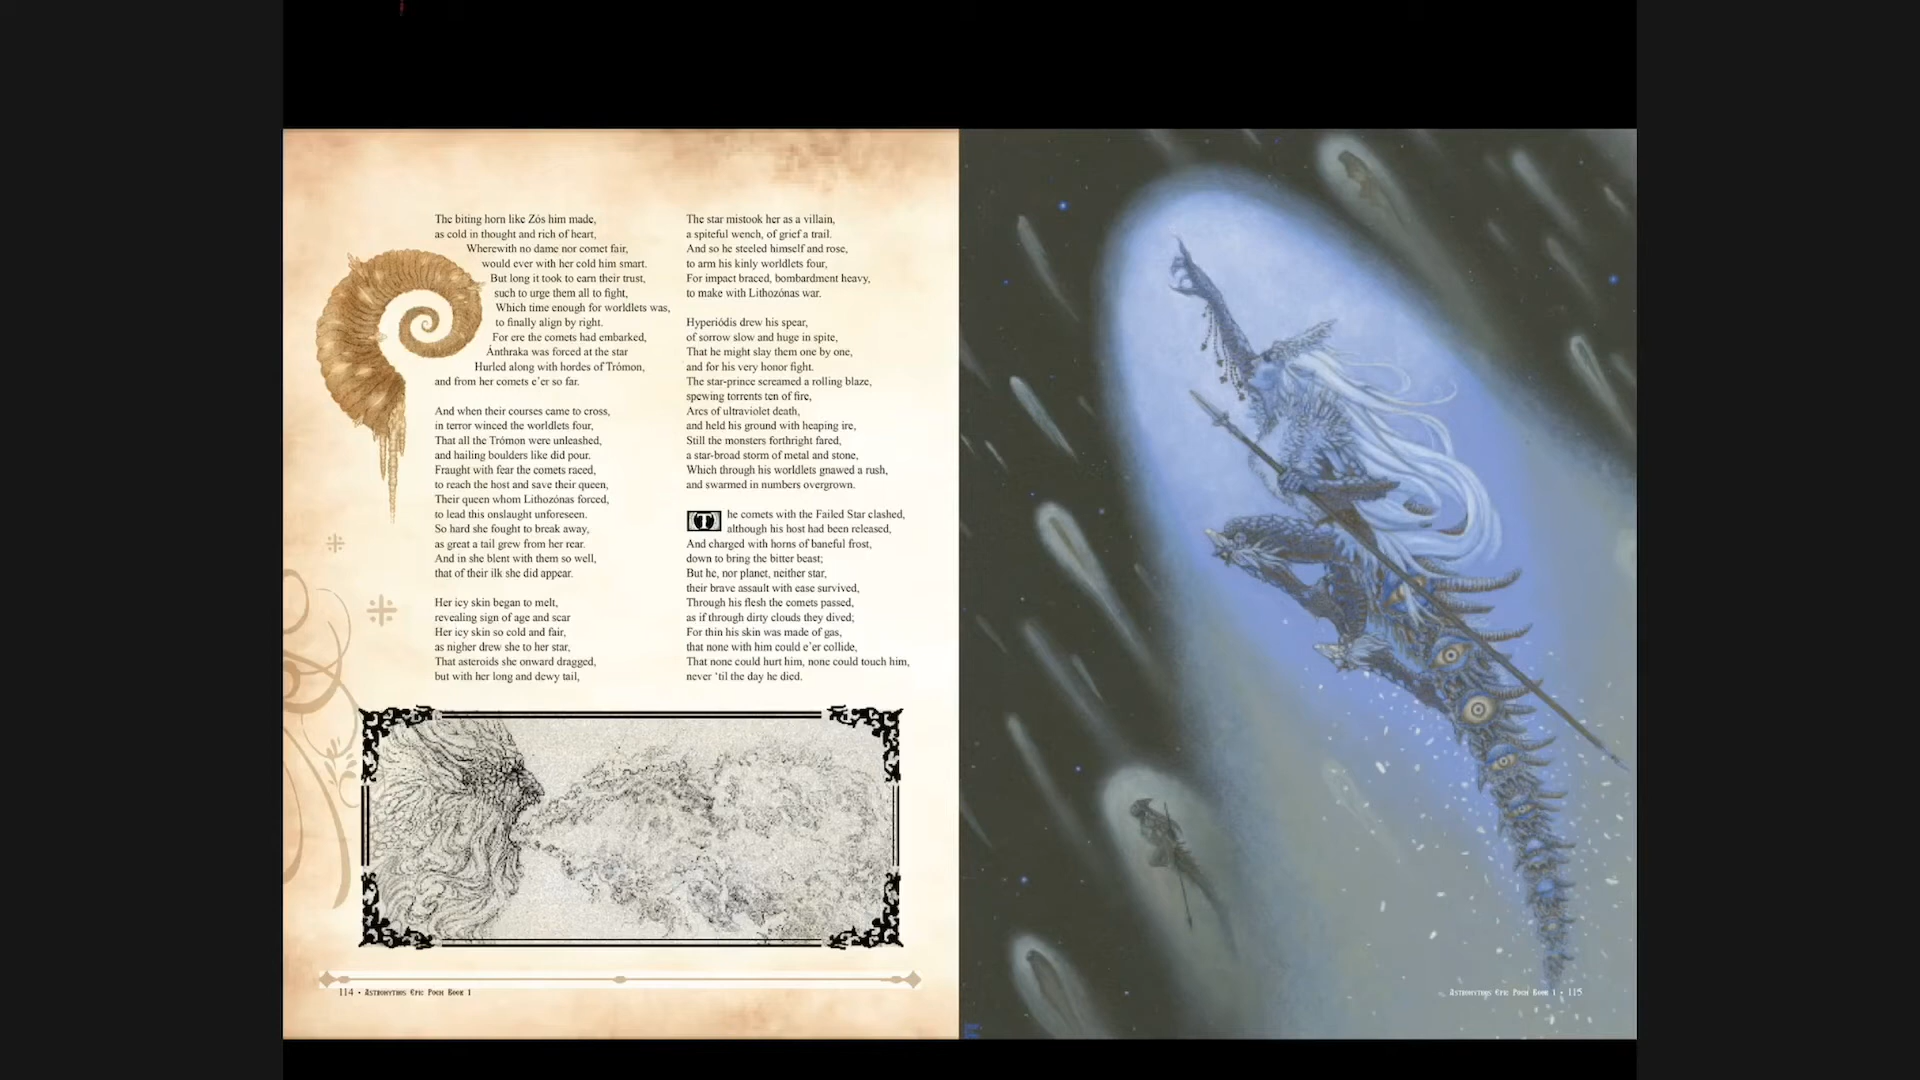 The biting horn like Zós him made,
as cold in thought and rich of heart,
Wherewith no dame nor comet fair,
would ever with her cold him smart.
But long it took to earn their trust,
such to urge them all to fight,
Which time enough for worldlets was,
to finally align by right.
For ere the comets had embarked,
Ánthraka was forced at the star
Hurled along with hordes of Trómon,
and from her comets e'er so far.
And when their courses came to cross,
in terror winced the worldlets four,
That all the Trómon were unleashed,
and hailing boulders like did pour.
Fraught with fear the comets raced,
to reach the host and save their queen,
Their queen whom Lithozónas forced,
to lead this onslaught unforeseen.
So hard she fought to break away,
as great a tail grew from her rear.
And in she blent with them so well,
that of their ilk she did appear.
Her icy skin began to melt,
revealing sign of age and scar
Her icy skin so cold and fair,
as nigher drew she to her star,
That asteroids she onward dragged,
but with her long and dewy tail,
The star mistook her as a villain,
a spiteful wench, of grief a trail.
And so he steeled himself and rose,
to arm his kinly worldlets four,
For impact braced, bombardment heavy,
to make with Lithozónas war.
Hyperiódis drew his spear,
of sorrow slow and huge in spite,
That he might slay them one by one,
and for his very honor fight.
The star-prince screamed a rolling blaze,
spewing torrents ten of fire,
Arcs of ultraviolet death,
and held his ground with heaping ire,
Still the monsters forthright fared,
a star-broad storm of metal and stone,
Which through his worldlets gnawed a rush,
and swarmed in numbers overgrown.
The comets with the Failed Star clashed,
although his host had been released,
And charged with horns of baneful frost,
down to bring the bitter beast;
But he, nor planet, neither star,
their brave assault with ease survived,
Through his flesh the comets passed,
as if through dirty clouds they dived;
For thin his skin was made of gas,
that none with him could e'er collide,
That none could hurt him, none could touch him,
never 'til the day he died.
114 • Astromythos Epic Poem Book 1
Astromythos Epic Poem Book 1 • 115